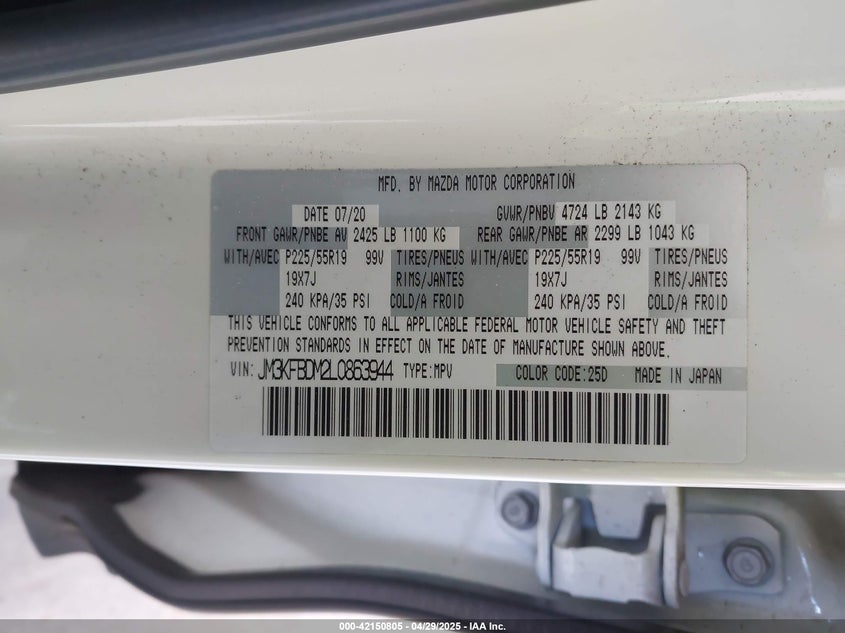 MFD. BY MAZDA MOTOR CORPORATION
DATE 07/20 GVWR/PNBV 4724 LB 2143 KG
FRONT GAWR/PNBE AV 2425 LB 1100 KG REAR GAWR/PNBE AR 2299 LB 1043 KG
WITH/AVEC P225/55R19 99V TIRES/PNEUS WITH/AVEC P225/55R19 99V TIRES/PNEUS
19X7J RIMS/JANTES 19X7J RIMS/JANTES
240 KPA/35 PSI COLD/A FROID 240 KPA/35 PSI COLD/A FROID
THIS VEHICLE CONFORMS TO ALL APPLICABLE FEDERAL MOTOR VEHICLE SAFETY AND THEFT
PREVENTION STANDARDS IN EFFECT ON THE DATE OF MANUFACTURE SHOWN ABOVE.
VIN: JM3KFBDM2L0863944 TYPE:MPV COLOR CODE:25D MADE IN JAPAN
000-42150805 - 04/29/2025 - IAA Inc.